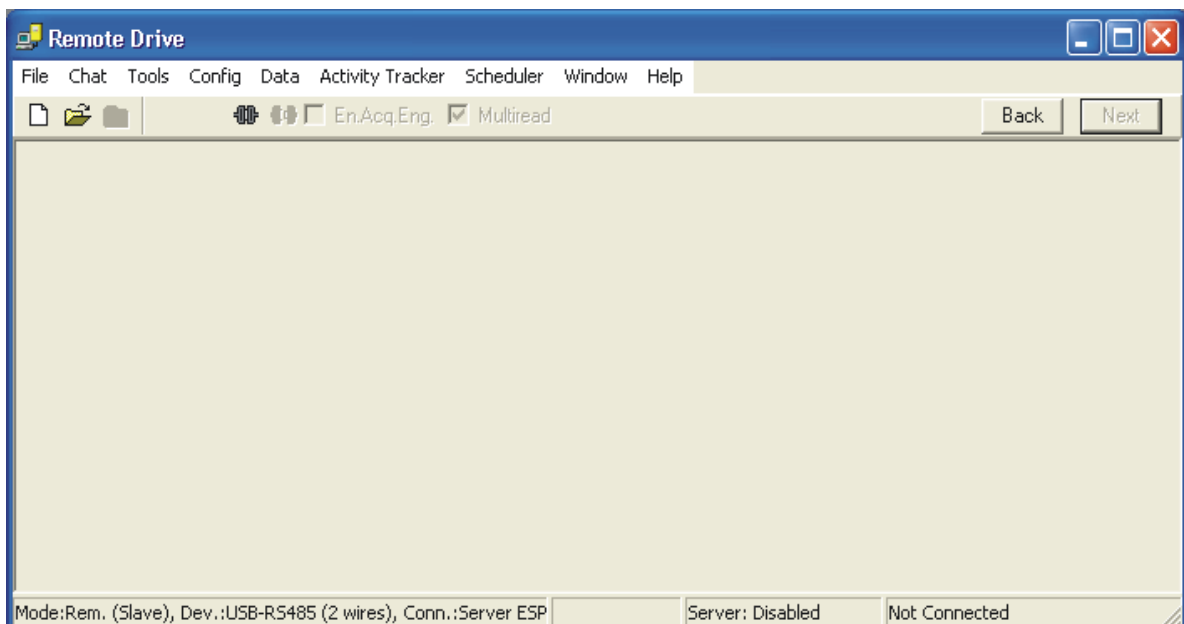 Remote Drive
File Chat Tools Config Data Activity Tracker Scheduler Window Help
En.Acq.Eng. Multiread Back Next
Mode:Rem. (Slave), Dev.:USB-RS485 (2 wires), Conn.:Server ESP Server: Disabled Not Connected